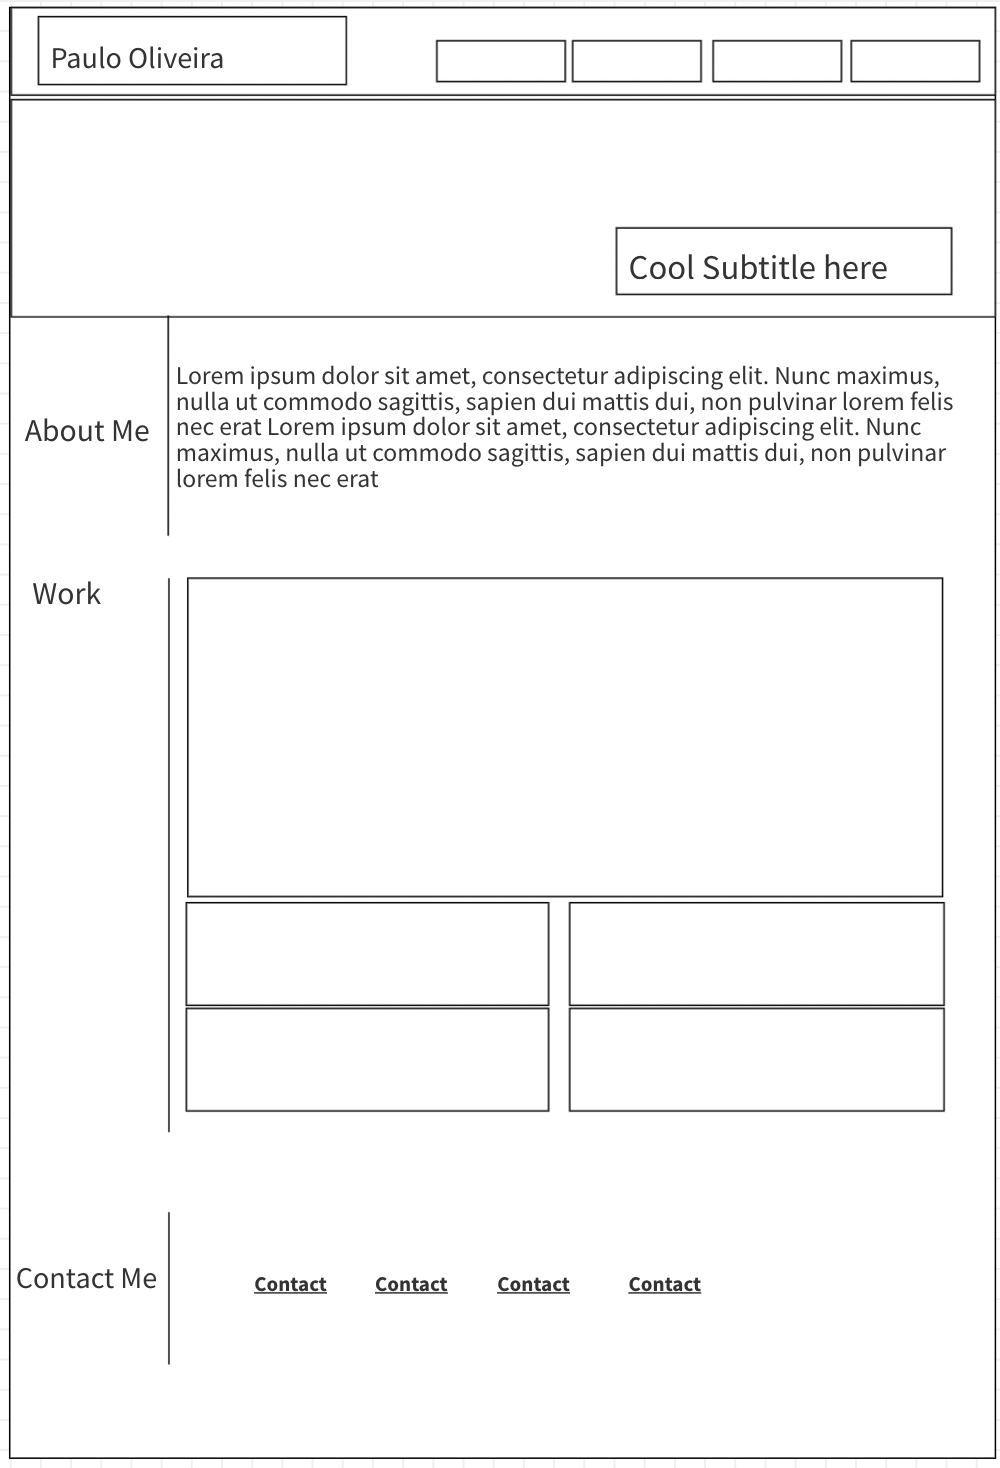 Paulo Oliveira
Cool Subtitle here
About Me
Lorem ipsum dolor sit amet, consectetur adipiscing elit. Nunc maximus,
nulla ut commodo sagittis, sapien dui mattis dui, non pulvinar lorem felis
nec erat Lorem ipsum dolor sit amet, consectetur adipiscing elit. Nunc
maximus, nulla ut commodo sagittis, sapien dui mattis dui, non pulvinar
lorem felis nec erat
Work
Contact Me
Contact Contact Contact Contact